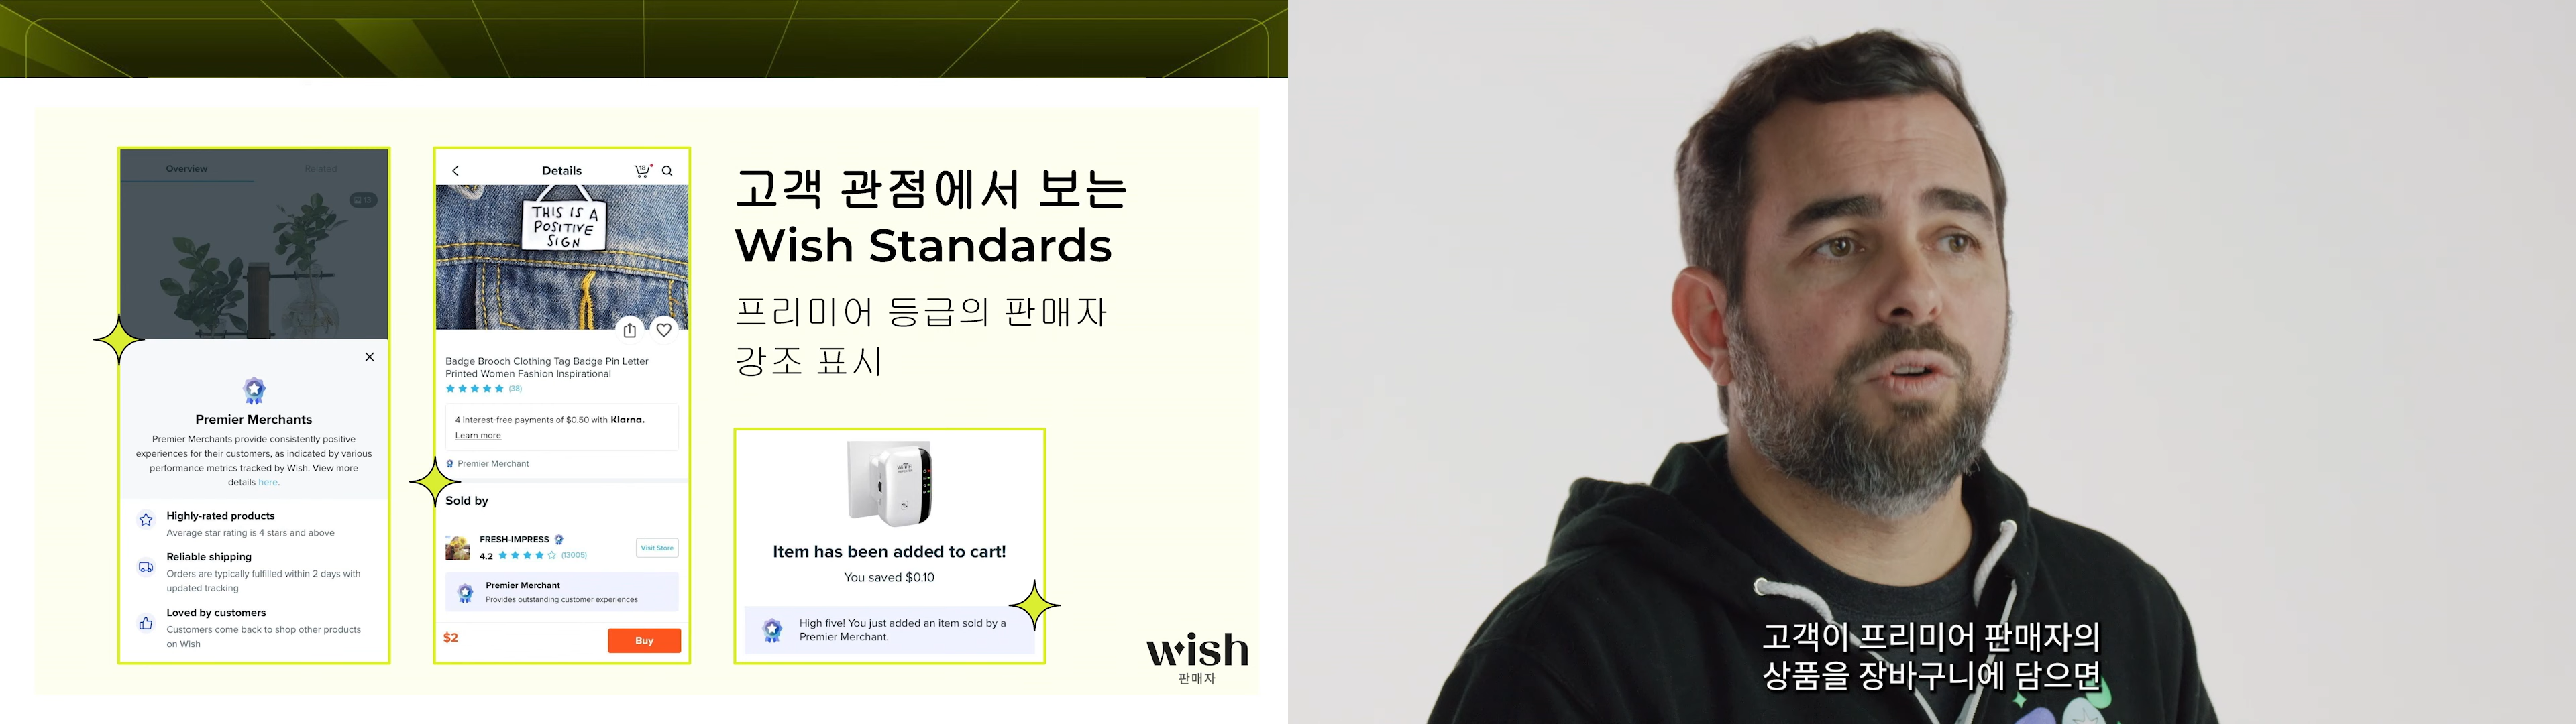 Overview
Related
Premier Merchants
Premier Merchants provide consistently positive
experiences for their customers, as indicated by various
performance metrics tracked by Wish. View more
details here.
Highly-rated products
Average star rating is 4 stars and above
Reliable shipping
Orders are typically fulfilled within 2 days with
updated tracking
Loved by customers
Customers come back to shop other products
on Wish
Details
THIS IS A
POSITIVE
SIGN
Badge Brooch Clothing Tag Badge Pin Letter
Printed Women Fashion Inspirational
(38)
4 interest-free payments of $0.50 with Klarna.
Learn more
Premier Merchant
Sold by
FRESH-IMPRESS
4.2 (13005)
Visit Store
Premier Merchant
Provides outstanding customer experiences
$2
Buy
고객 관점에서 보는
Wish Standards
프리미어 등급의 판매자
강조 표시
Item has been added to cart!
You saved $0.10
High five! You just added an item sold by a
Premier Merchant.
wish
판매자
고객이 프리미어 판매자의
상품을 장바구니에 담으면